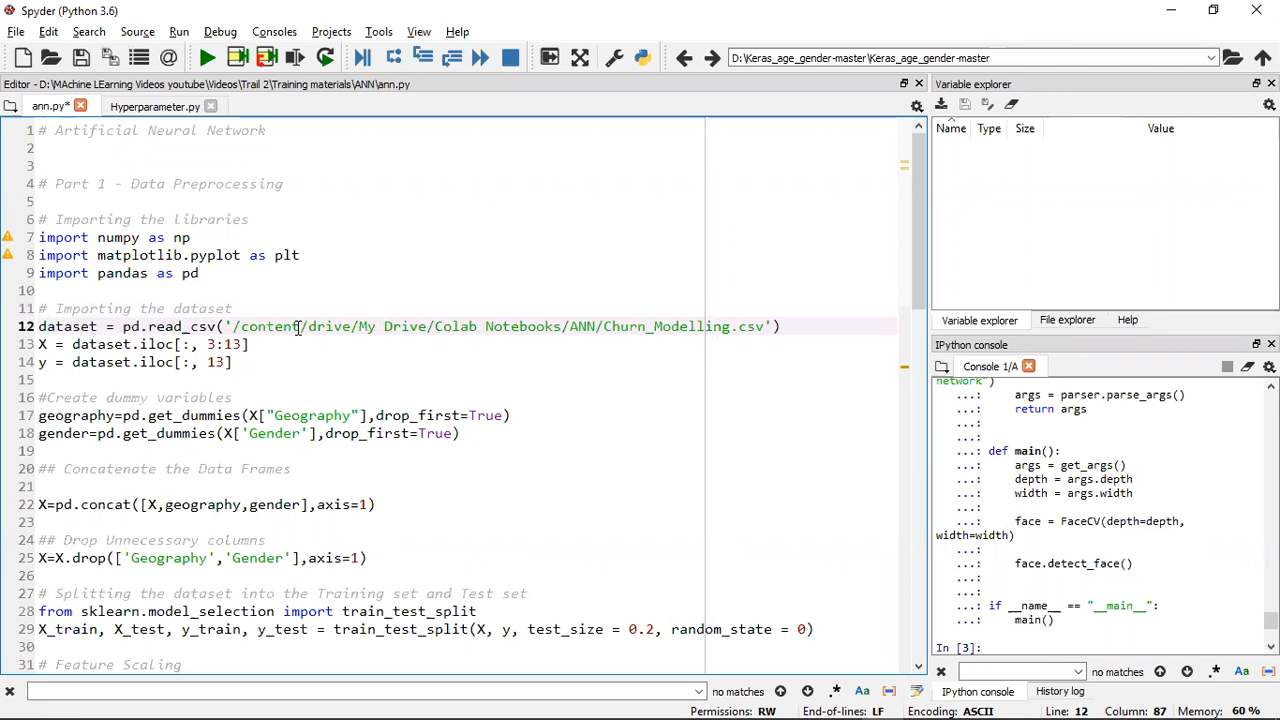 Spyder (Python 3.6)
File Edit Search Source Run Debug Consoles Projects Tools View Help
D:\Keras_age_gender-master\Keras_age_gender-master
Editor - D:\MAchine LEarning Videos youtube\Videos\Trail 2\Training materials\ANN\ann.py
ann.py* Hyperparameter.py
1 # Artificial Neural Network
2
3
4 # Part 1 - Data Preprocessing
5
6 # Importing the libraries
7 import numpy as np
8 import matplotlib.pyplot as plt
9 import pandas as pd
10
11 # Importing the dataset
12 dataset = pd.read_csv('/content/drive/My Drive/Colab Notebooks/ANN/Churn_Modelling.csv')
13 X = dataset.iloc[:, 3:13]
14 y = dataset.iloc[:, 13]
15
16 #Create dummy variables
17 geography=pd.get_dummies(X["Geography"],drop_first=True)
18 gender=pd.get_dummies(X['Gender'],drop_first=True)
19
20 ## Concatenate the Data Frames
21
22 X=pd.concat([X,geography,gender],axis=1)
23
24 ## Drop Unnecessary columns
25 X=X.drop(['Geography','Gender'],axis=1)
26
27 # Splitting the dataset into the Training set and Test set
28 from sklearn.model_selection import train_test_split
29 X_train, X_test, y_train, y_test = train_test_split(X, y, test_size = 0.2, random_state = 0)
30
31 # Feature Scaling
no matches Aa
Variable explorer
Name Type Size Value
Variable explorer File explorer Help
IPython console
Console 1/A
network")
...: args = parser.parse_args()
...: return args
...:
...:
...: def main():
...: args = get_args()
...: depth = args.depth
...: width = args.width
...:
...: face = FaceCV(depth=depth,
width=width)
...:
...: face.detect_face()
...:
...:
...: if __name__ == "__main__":
...: main()
In [3]:
no matches .* Aa
IPython console History log
Permissions: RW End-of-lines: LF Encoding: ASCII Line: 12 Column: 87 Memory: 60 %